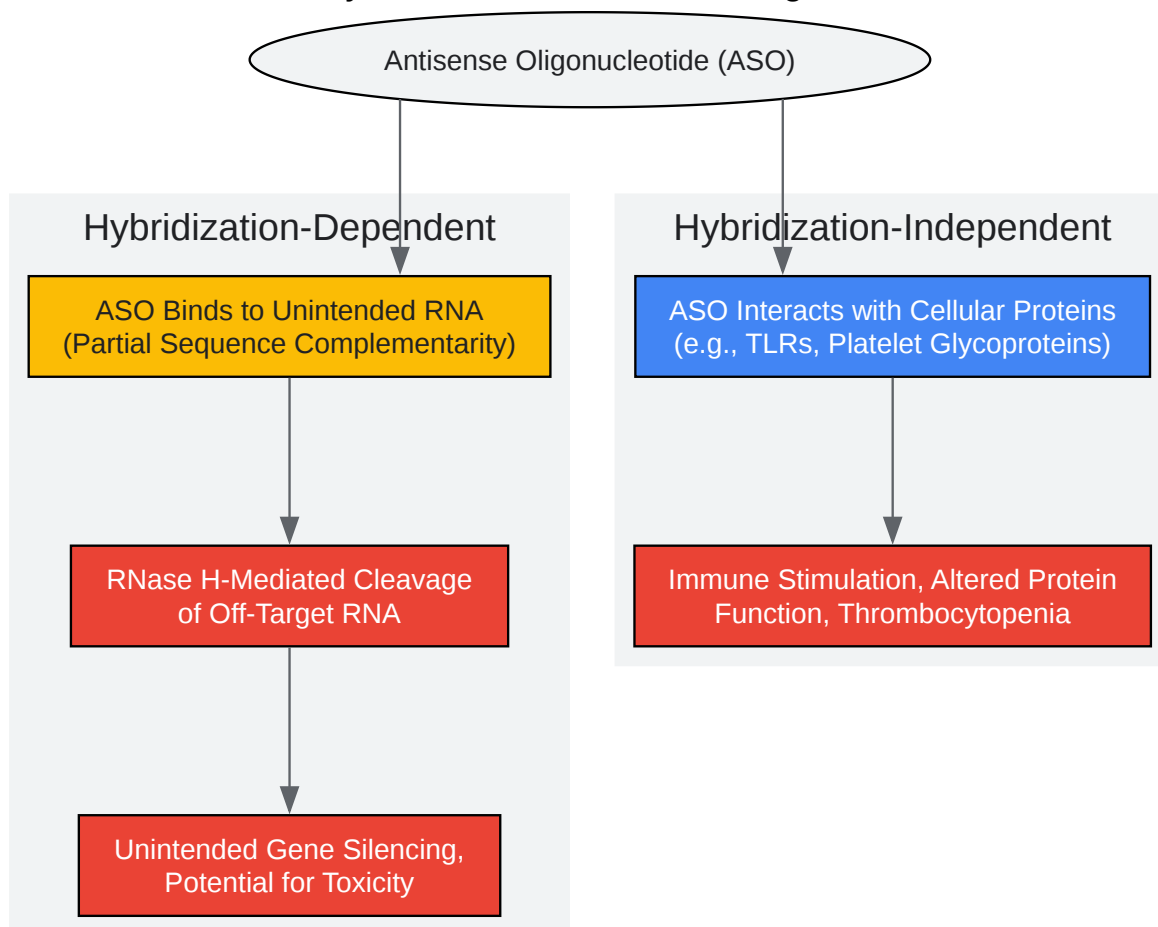 Antisense Oligonucleotide (ASO)
Hybridization-Dependent
ASO Binds to Unintended RNA
(Partial Sequence Complementarity)
RNase H-Mediated Cleavage
of Off-Target RNA
Unintended Gene Silencing,
Potential for Toxicity
Hybridization-Independent
ASO Interacts with Cellular Proteins
(e.g., TLRs, Platelet Glycoproteins)
Immune Stimulation, Altered Protein
Function, Thrombocytopenia